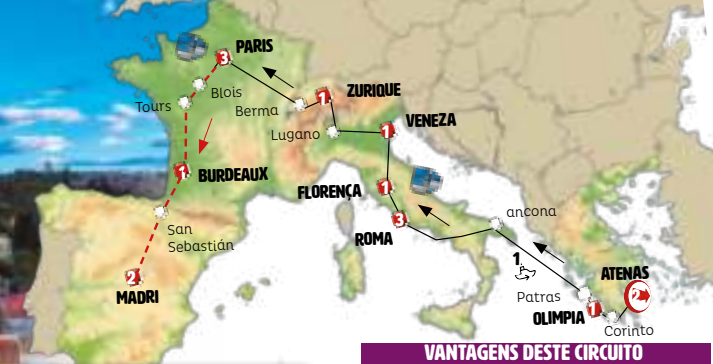 PARIS
3
Blois
Tours
Berma
1
ZURIQUE
Lugano
1
VENEZA
1
BURDEAUX
FLORENÇA
1
3
ROMA
San
Sebastián
2
MADRI
ancona
1
Patras
ATENAS
2
OLIMPIA
1
Corinto
VANTAGENS DESTE CIRCUITO